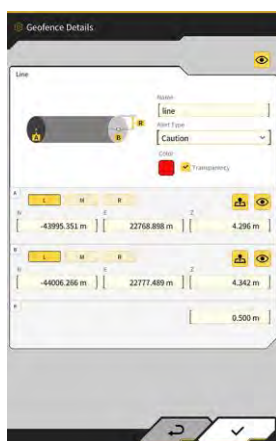 Geofence Details
Line
Name
line
Alert Type
Caution
Color
Transparency
R
A
B
A
L M R
N E Z
-43995.351 m 22768.898 m 4.296 m
B
L M R
N E Z
-44006.266 m 22777.489 m 4.342 m
R
0.500 m